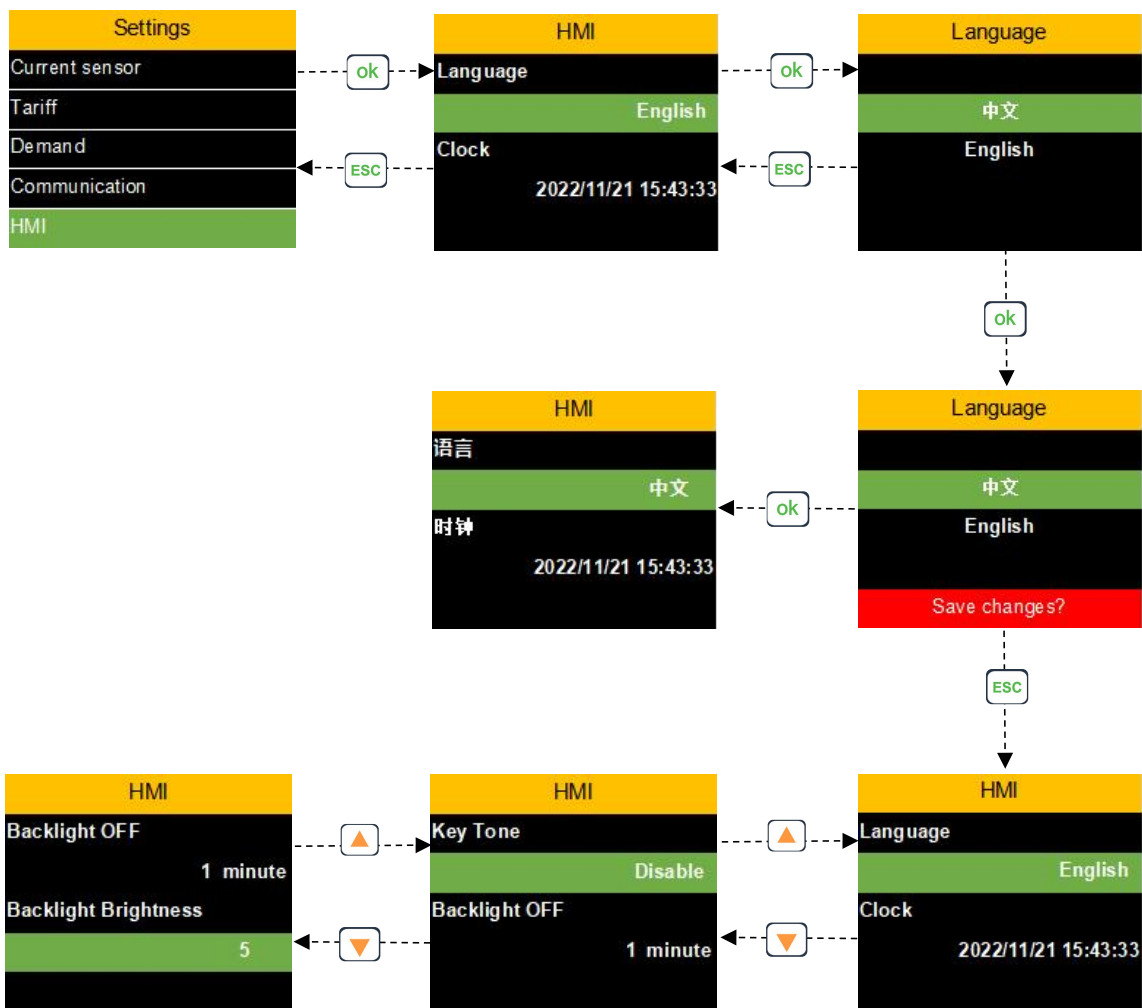 Settings
Current sensor
Tariff
Demand
Communication
HMI
ok
ESC
HMI
Language
English
Clock
2022/11/21 15:43:33
ok
ESC
Language
中文
English
ok
HMI
语言
中文
时钟
2022/11/21 15:43:33
ok
Language
中文
English
Save changes?
ESC
HMI
Backlight OFF
1 minute
Backlight Brightness
5
HMI
Key Tone
Disable
Backlight OFF
1 minute
HMI
Language
English
Clock
2022/11/21 15:43:33